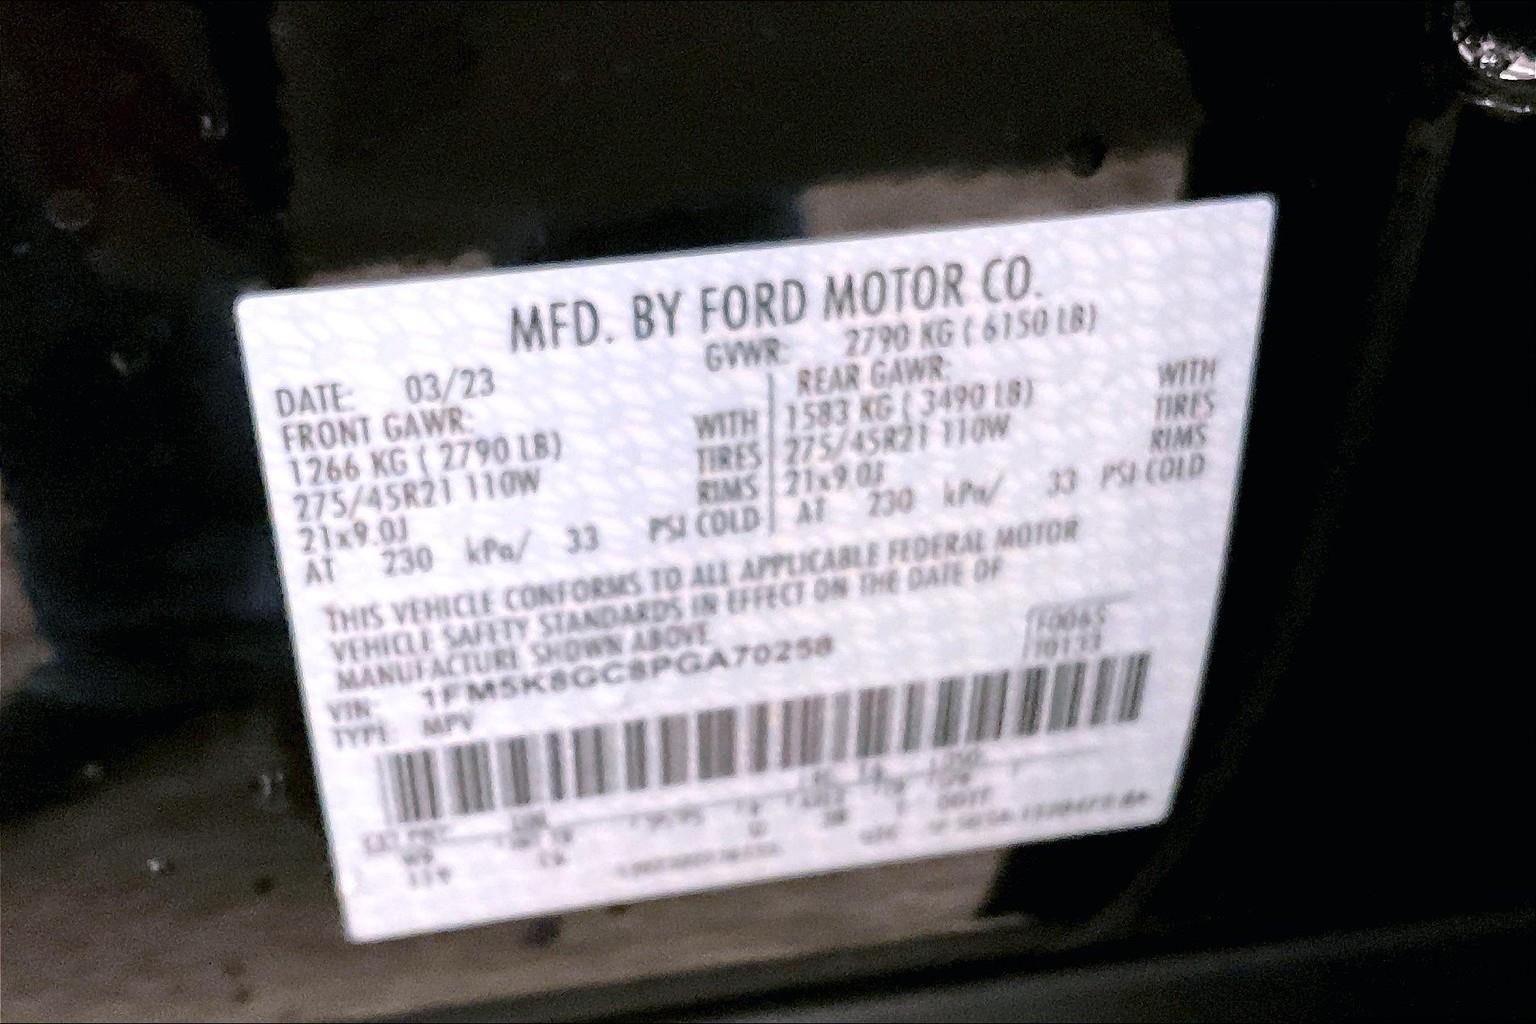 MFD. BY FORD MOTOR CO.
DATE: 03/23 GVWR: 2790 KG ( 6150 LB)
FRONT GAWR: REAR GAWR:
1266 KG ( 2790 LB) WITH 1583 KG ( 3490 LB) WITH
275/45R21 110W TIRES 275/45R21 110W TIRES
21x9.0J RIMS 21x9.0J RIMS
AT 230 kPa/ 33 PSI COLD AT 230 kPa/ 33 PSI COLD
THIS VEHICLE CONFORMS TO ALL APPLICABLE FEDERAL MOTOR
VEHICLE SAFETY STANDARDS IN EFFECT ON THE DATE OF
MANUFACTURE SHOWN ABOVE
VIN: 1FM5K8GC8PGA70258
TYPE: MPV